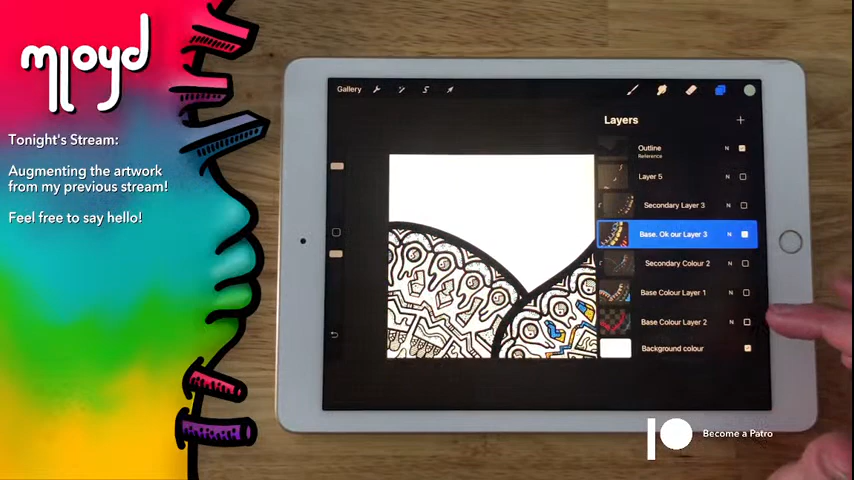 mlloyd
Tonight's Stream:
Augmenting the artwork
from my previous stream!
Feel free to say hello!
Gallery
Layers
Outline
Reference
N
Layer 5
N
Secondary Layer 3
N
Base. Ok our Layer 3
N
Secondary Colour 2
N
Base Colour Layer 1
N
Base Colour Layer 2
N
Background colour
Become a Patro